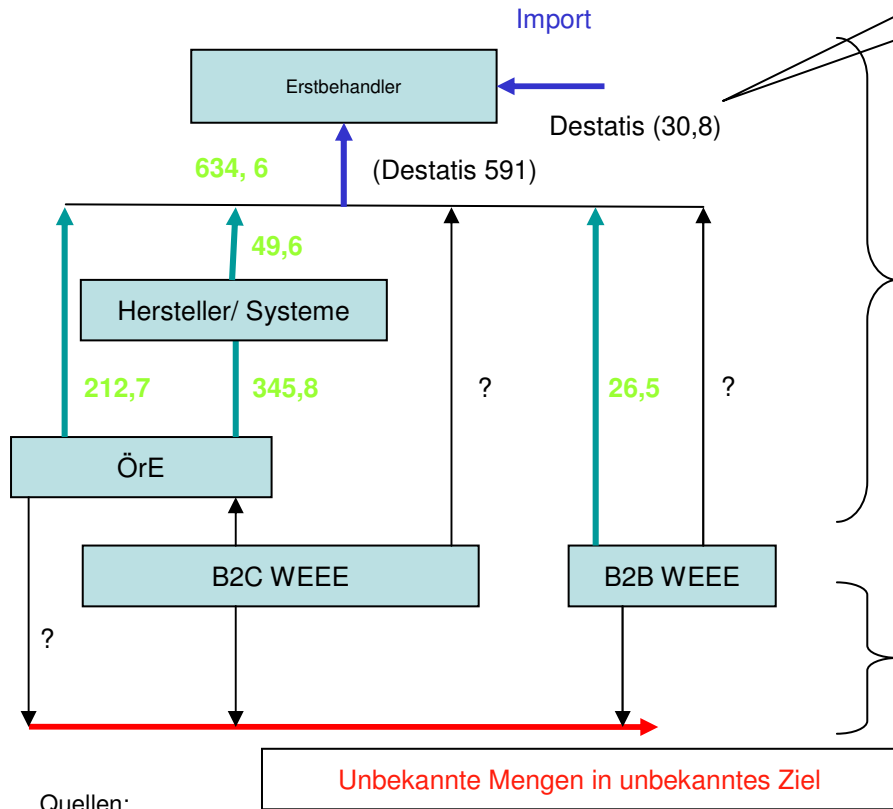 Import
Erstbehandler
Destatis (30,8)
634, 6
(Destatis 591)
49,6
Hersteller/ Systeme
212,7
345,8
?
26,5
?
ÖrE
B2C WEEE
B2B WEEE
?
Unbekannte Mengen in unbekanntes Ziel
Quellen: